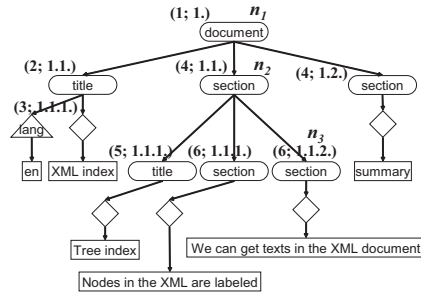 (1; 1.) n1
document
(2; 1.1.) (4; 1.1.) n2 (4; 1.2.)
title section section
(3; 1.1.1.)
lang
(5; 1.1.1.) (6; 1.1.1.) n3 (6; 1.1.2.)
en XML index title section section summary
Tree index
We can get texts in the XML document
Nodes in the XML are labeled